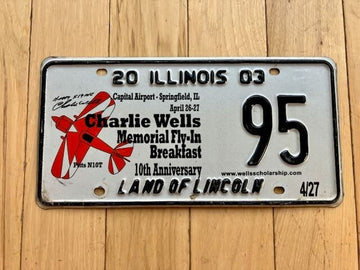 20 ILLINOIS 03
Capital Airport - Springfield, IL
April 26-27
Charlie Wells
Memorial Fly-In
Breakfast
10th Anniversary
95
Pitts N10T
www.wellsscholarship.com
LAND OF LINCOLN
4/27